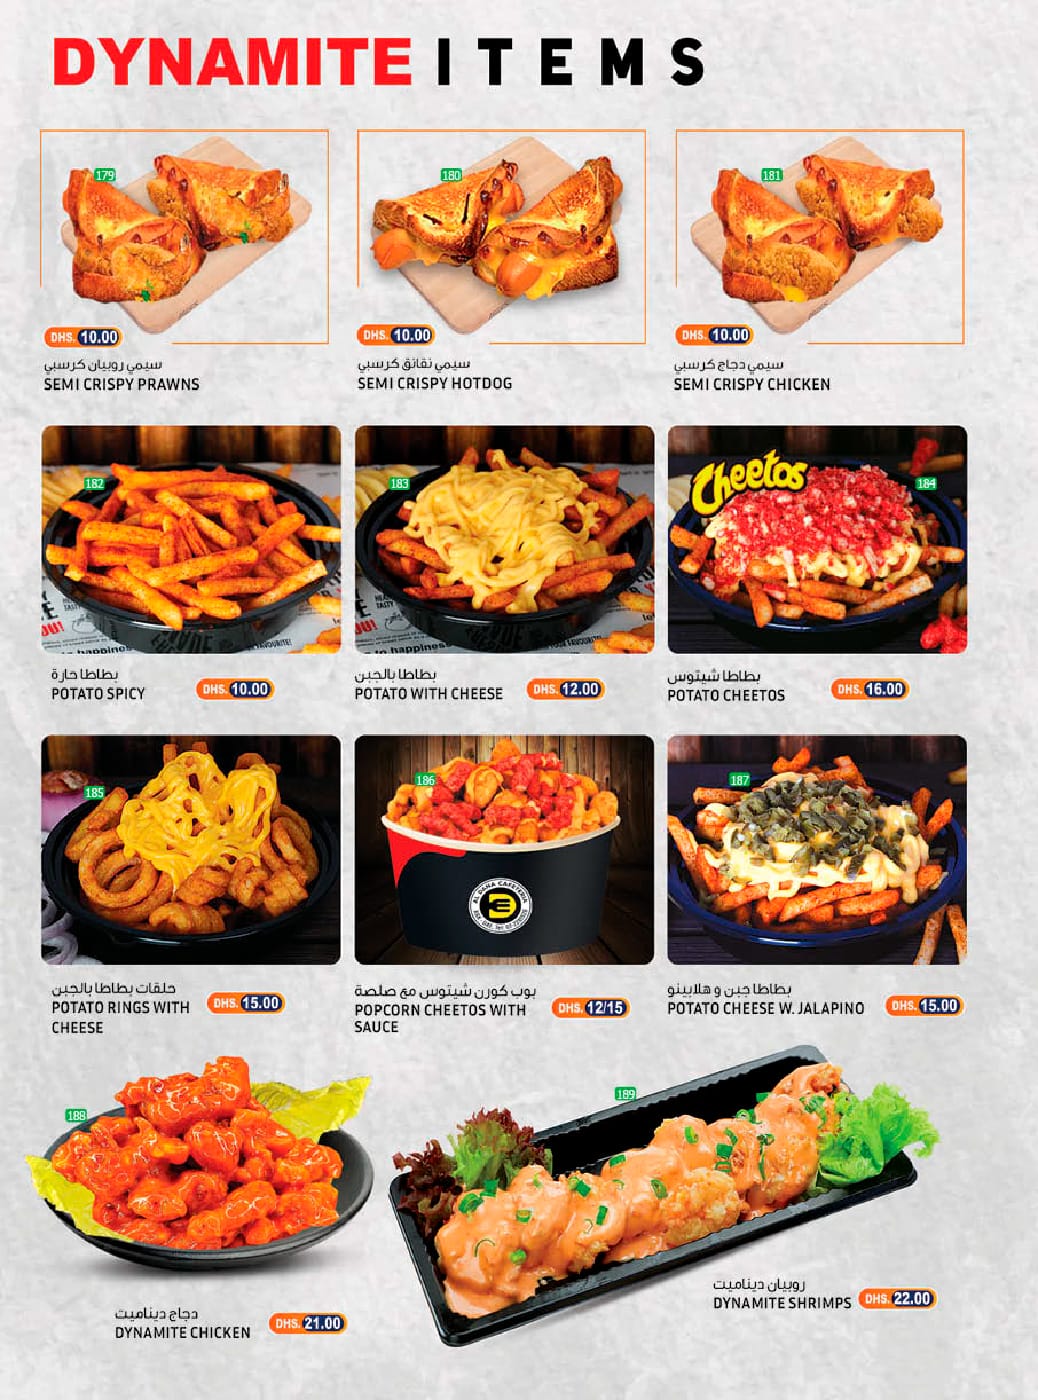 DYNAMITE ITEMS
179
180
181
DHS. 10.00
DHS. 10.00
DHS. 10.00
سيمي روبيان كرسبي
SEMI CRISPY PRAWNS
سيمي نقانق كرسبي
SEMI CRISPY HOTDOG
سيمي دجاج كرسبي
SEMI CRISPY CHICKEN
182
183
Cheetos
184
بطاطا حارة
POTATO SPICY
DHS. 10.00
بطاطا بالجبن
POTATO WITH CHEESE
DHS. 12.00
بطاطا شيتوس
POTATO CHEETOS
DHS. 16.00
185
186
AL DEHA CAFETERIA
187
حلقات بطاطا بالجبن
POTATO RINGS WITH
CHEESE
DHS. 15.00
بوب كورن شيتوس مع صلصة
POPCORN CHEETOS WITH
SAUCE
DHS. 12/15
بطاطا جبن و هلابينو
POTATO CHEESE W. JALAPINO
DHS. 15.00
188
189
دجاج ديناميت
DYNAMITE CHICKEN
DHS. 21.00
روبيان ديناميت
DYNAMITE SHRIMPS
DHS. 22.00